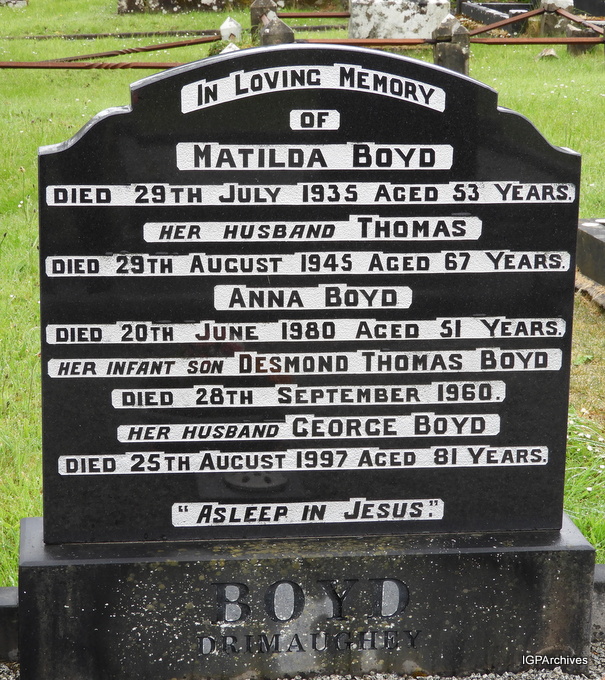 IN LOVING MEMORY
OF
MATILDA BOYD
DIED 29TH JULY 1935 AGED 53 YEARS.
HER HUSBAND THOMAS
DIED 29TH AUGUST 1945 AGED 67 YEARS.
ANNA BOYD
DIED 20TH JUNE 1980 AGED 51 YEARS,
HER INFANT SON DESMOND THOMAS BOYD
DIED 28TH SEPTEMBER 1960.
HER HUSBAND GEORGE BOYD
DIED 25TH AUGUST 1997 AGED 81 YEARS.
"ASLEEP IN JESUS."
BOYD
DRIMAUGHEY
IGPArchives